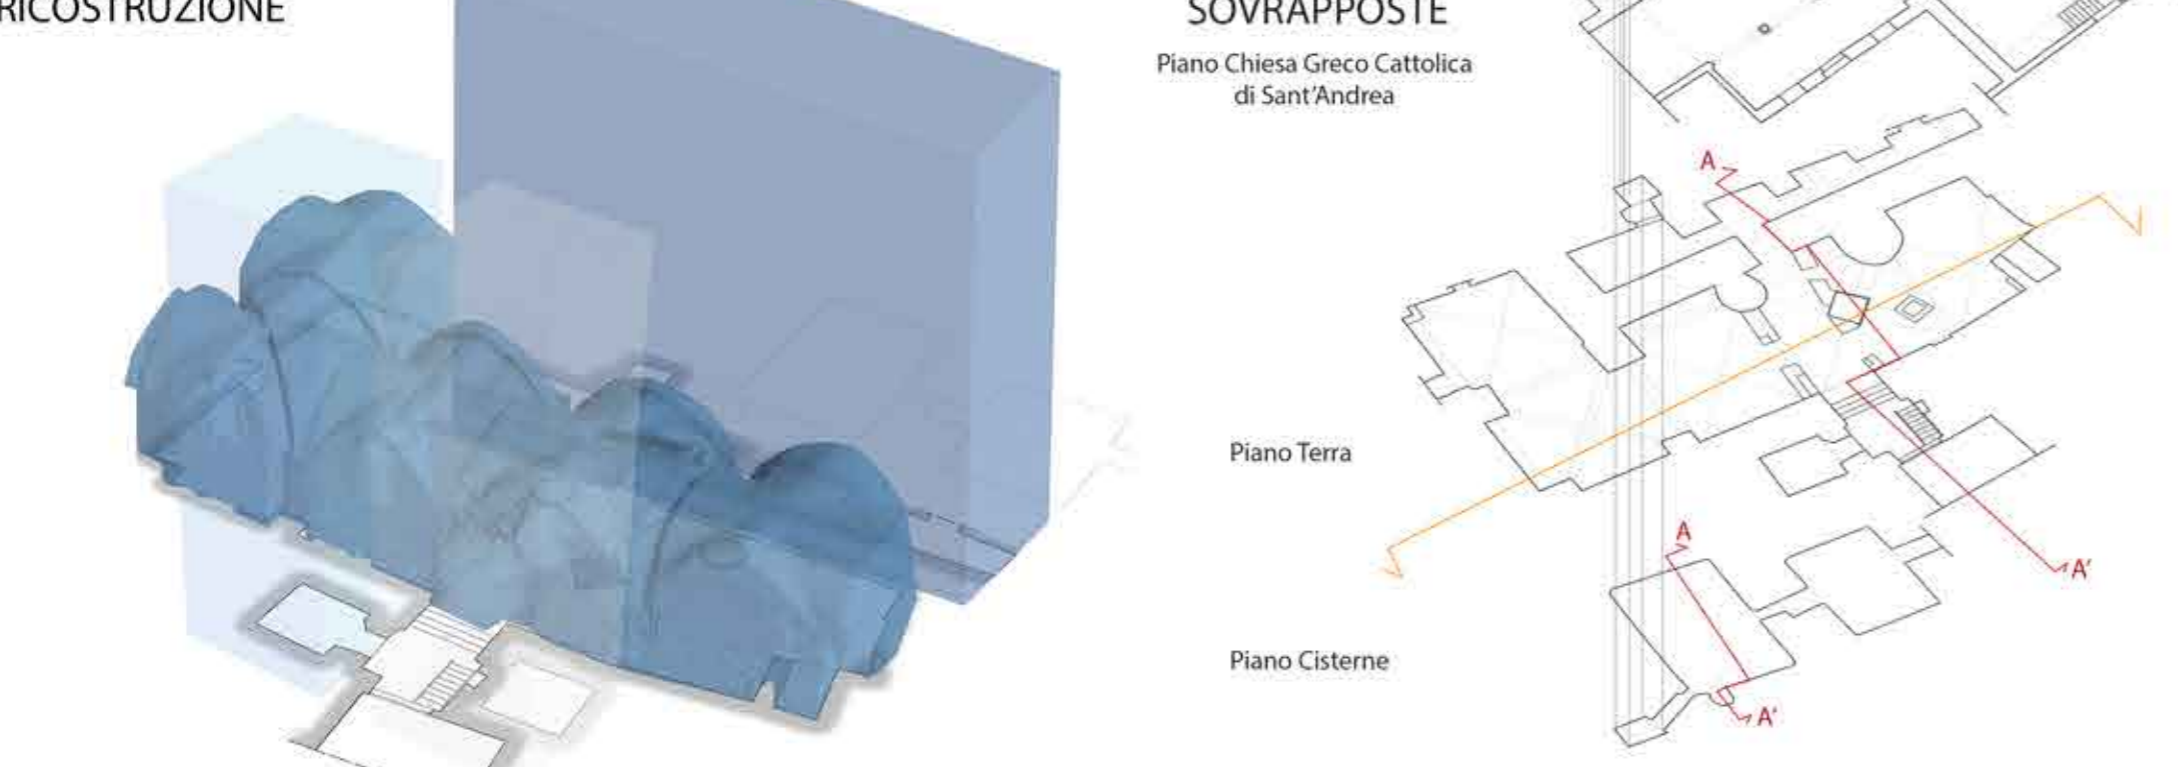 RICOSTRUZIONE
SOVRAPPOSTE
Piano Chiesa Greco Cattolica
di Sant'Andrea
A
Piano Terra
A
A'
Piano Cisterne
A'